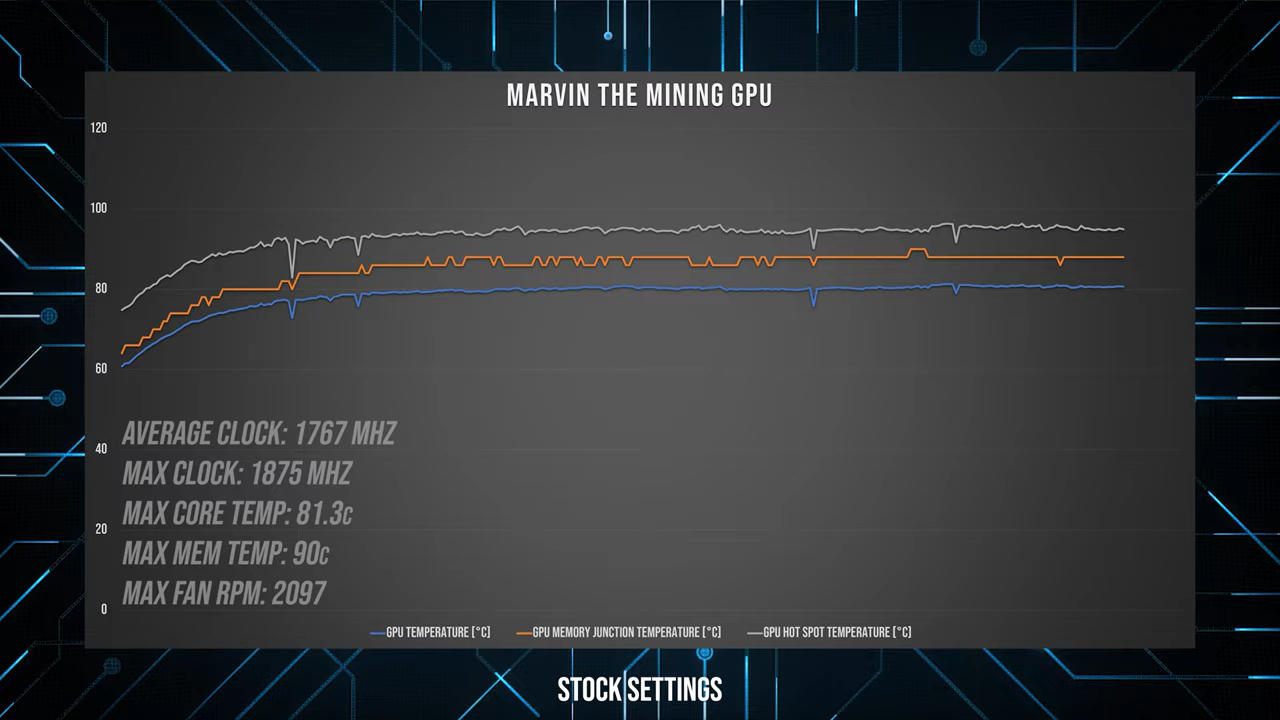 MARVIN THE MINING GPU
120
100
80
60
40
20
0
AVERAGE CLOCK: 1767 MHZ
MAX CLOCK: 1875 MHZ
MAX CORE TEMP: 81.3C
MAX MEM TEMP: 90C
MAX FAN RPM: 2097
GPU TEMPERATURE [°C] GPU MEMORY JUNCTION TEMPERATURE [°C] GPU HOT SPOT TEMPERATURE [°C]
STOCK SETTINGS